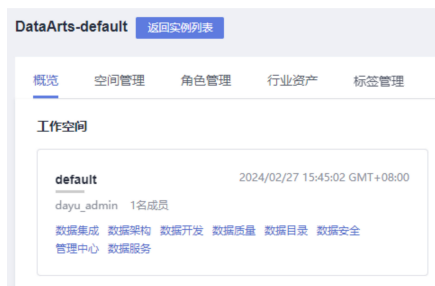 DataArts-default 返回实例列表
概览 空间管理 角色管理 行业资产 标签管理
工作空间
default 2024/02/27 15:45:02 GMT+08:00
dayu_admin 1名成员
数据集成 数据架构 数据开发 数据质量 数据目录 数据安全
管理中心 数据服务